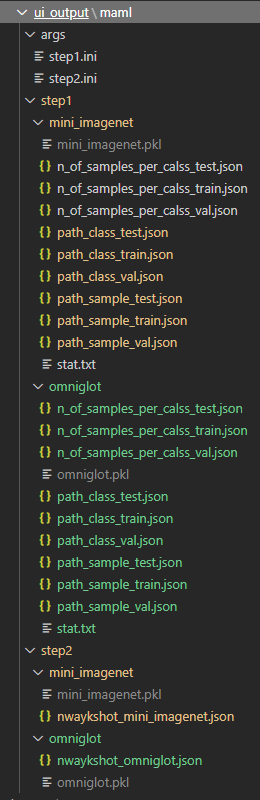 ui_output\maml
args
step1.ini
step2.ini
step1
mini_imagenet
mini_imagenet.pkl
{} n_of_samples_per_calss_test.json
{} n_of_samples_per_calss_train.json
{} n_of_samples_per_calss_val.json
{} path_class_test.json
{} path_class_train.json
{} path_class_val.json
{} path_sample_test.json
{} path_sample_train.json
{} path_sample_val.json
stat.txt
omniglot
{} n_of_samples_per_calss_test.json
{} n_of_samples_per_calss_train.json
{} n_of_samples_per_calss_val.json
omniglot.pkl
{} path_class_test.json
{} path_class_train.json
{} path_class_val.json
{} path_sample_test.json
{} path_sample_train.json
{} path_sample_val.json
stat.txt
step2
mini_imagenet
mini_imagenet.pkl
{} nwaykshot_mini_imagenet.json
omniglot
{} nwaykshot_omniglot.json
omniglot.pkl